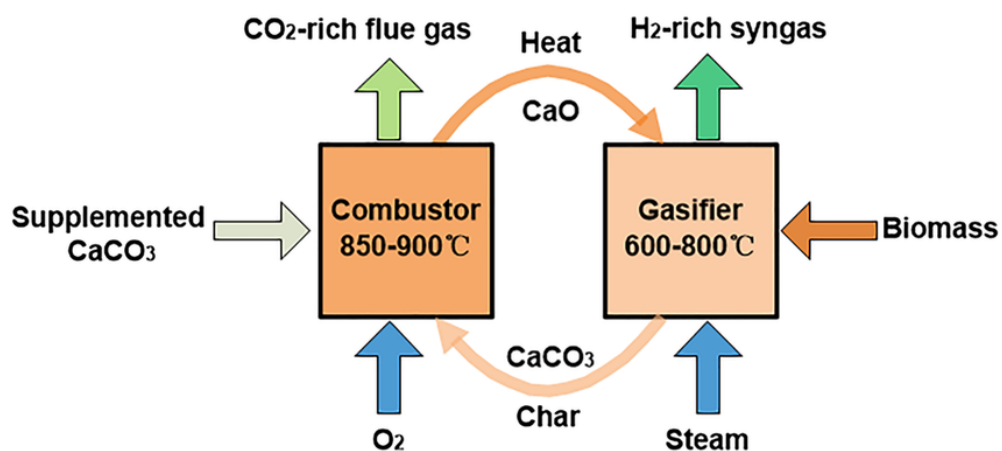 CO₂-rich flue gas
H₂-rich syngas
Heat
CaO
Supplemented
CaCO₃
Combustor
850-900℃
Gasifier
600-800℃
Biomass
CaCO₃
Char
O₂
Steam